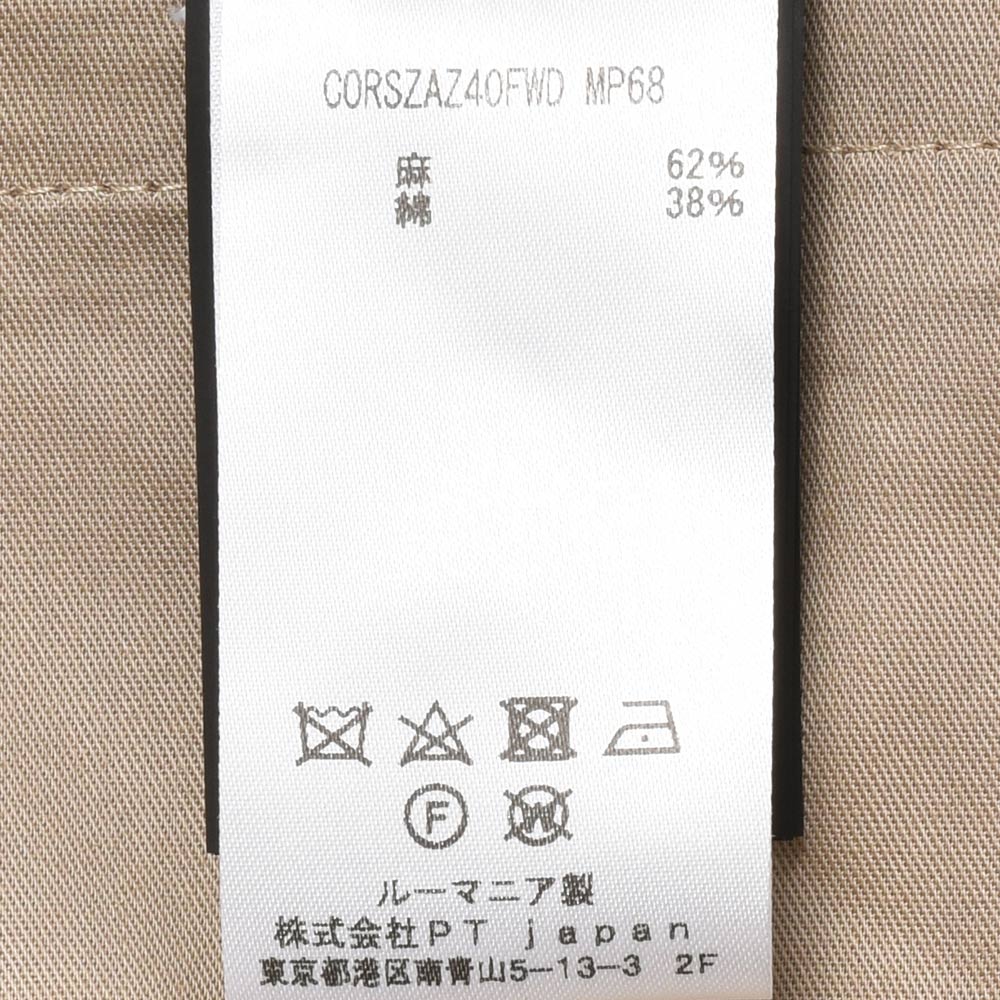 CORSZAZ40FWD MP68
麻 62%
綿 38%
F W
ルーマニア製
株式会社PT japan
東京都港区南青山5-13-3 2F